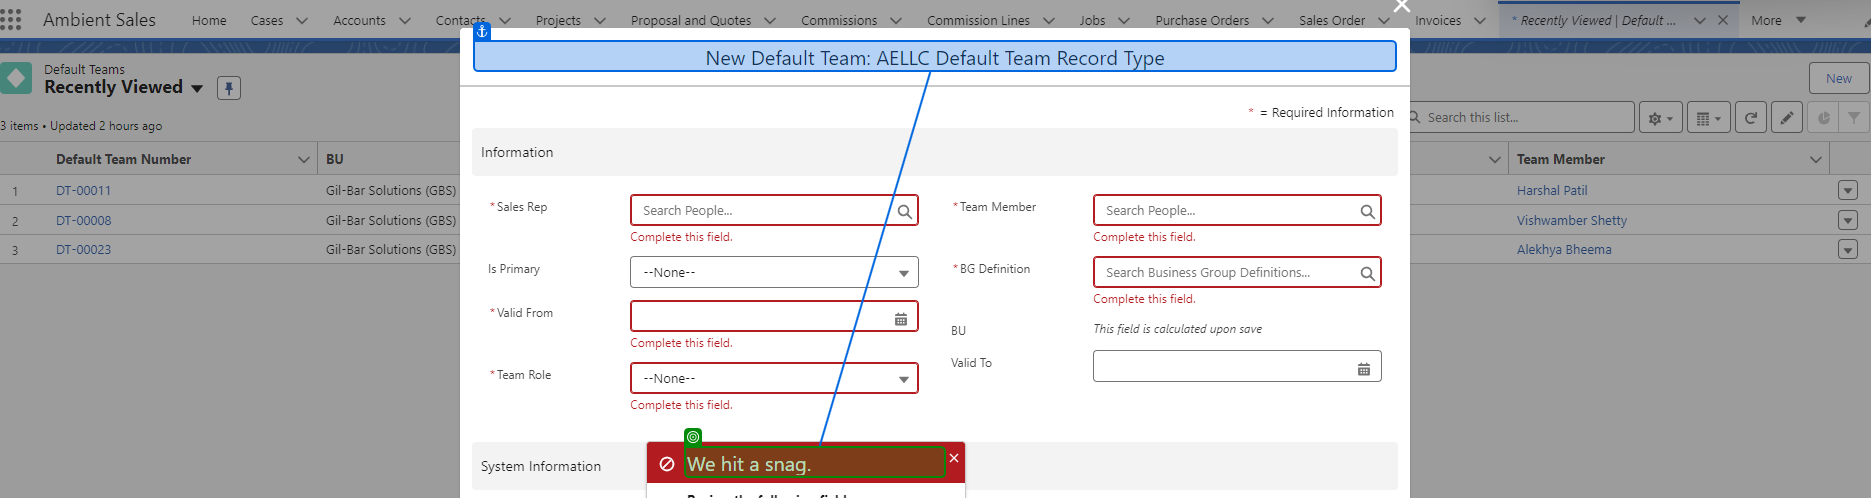 Ambient Sales
Home
Cases
Accounts
Contacts
Projects
Proposal and Quotes
Commissions
Commission Lines
Jobs
Purchase Orders
Sales Order
Invoices
* Recently Viewed | Default ...
More
Default Teams
Recently Viewed
New
3 items • Updated 2 hours ago
Search this list...
Default Team Number
BU
Team Member
1
DT-00011
Gil-Bar Solutions (GBS)
Harshal Patil
2
DT-00008
Gil-Bar Solutions (GBS)
Vishwamber Shetty
3
DT-00023
Gil-Bar Solutions (GBS)
Alekhya Bheema
New Default Team: AELLC Default Team Record Type
* = Required Information
Information
*Sales Rep
Search People...
Complete this field.
*Team Member
Search People...
Complete this field.
Is Primary
--None--
*BG Definition
Search Business Group Definitions...
Complete this field.
*Valid From
Complete this field.
BU
This field is calculated upon save
Valid To
*Team Role
--None--
Complete this field.
System Information
We hit a snag.